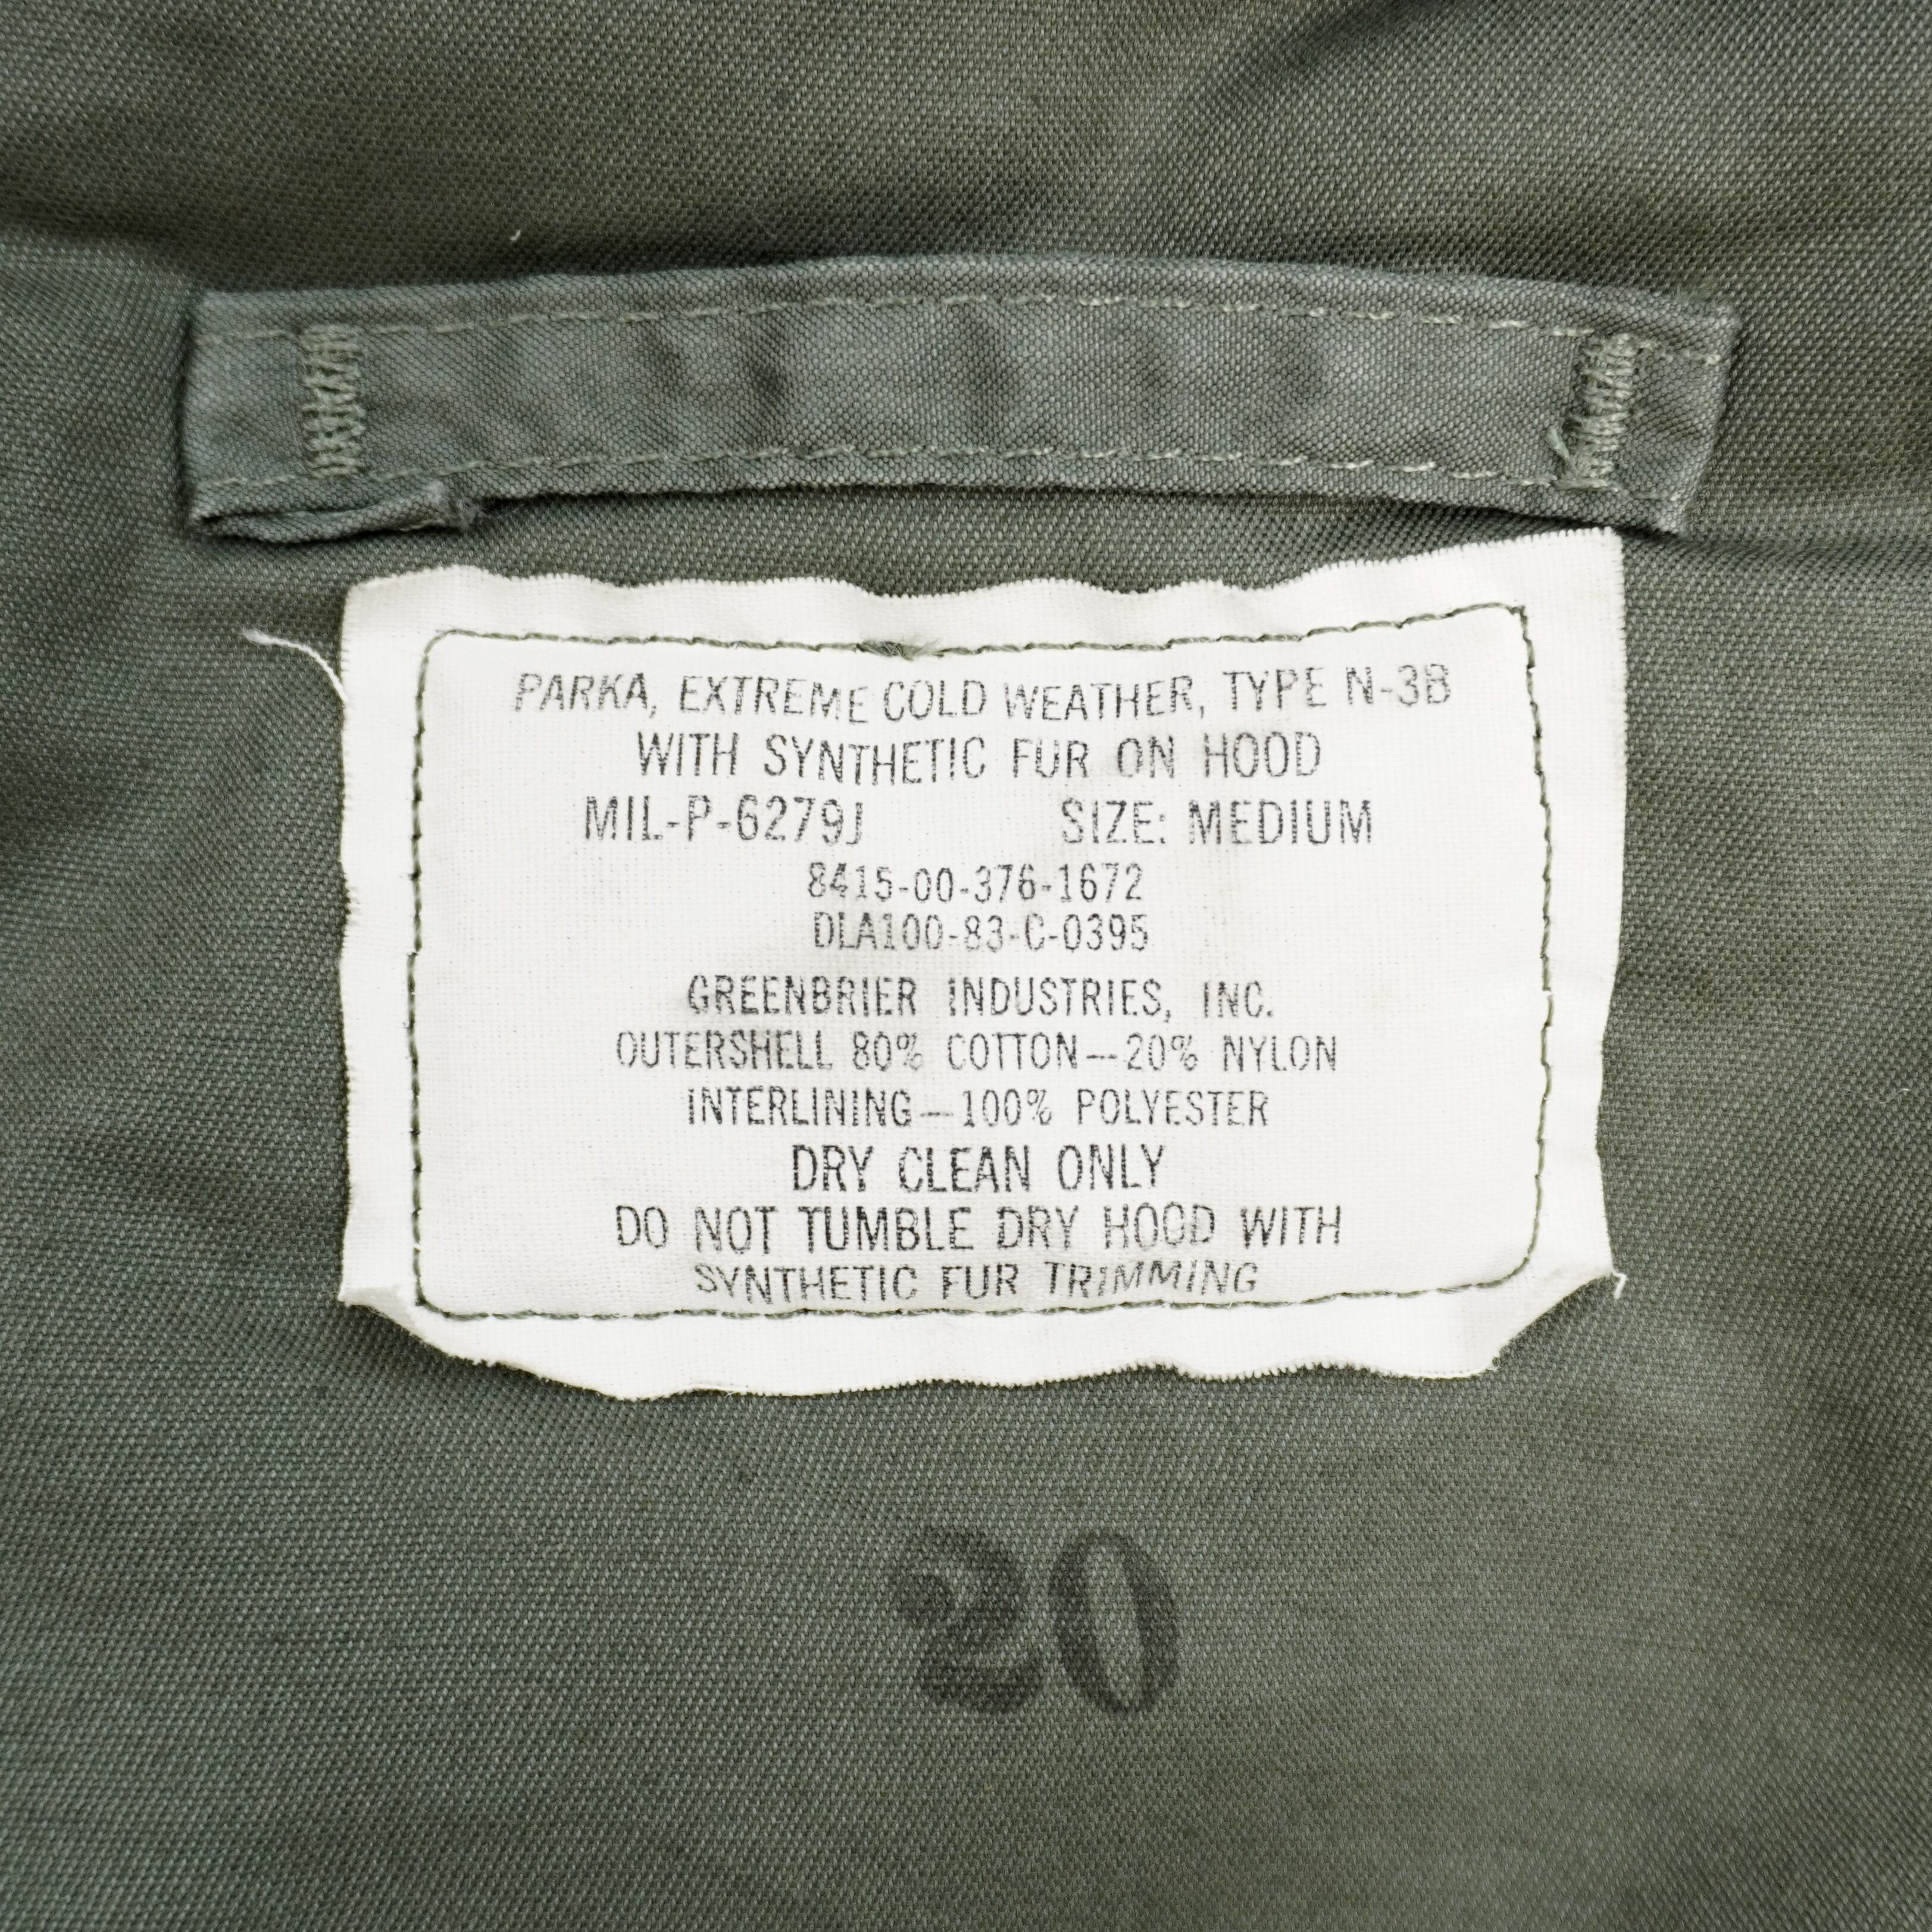 PARKA, EXTREME COLD WEATHER, TYPE N-3B
WITH SYNTHETIC FUR ON HOOD
MIL-P-6279J SIZE: MEDIUM
8415-00-376-1672
DLA100-83-C-0395
GREENBRIER INDUSTRIES, INC.
OUTERSHELL 80% COTTON—20% NYLON
INTERLINING—100% POLYESTER
DRY CLEAN ONLY
DO NOT TUMBLE DRY HOOD WITH
SYNTHETIC FUR TRIMMING
20